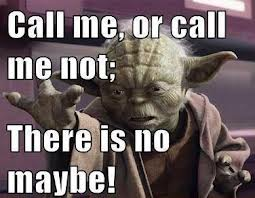 Call me, or call
me not;
There is no
maybe!